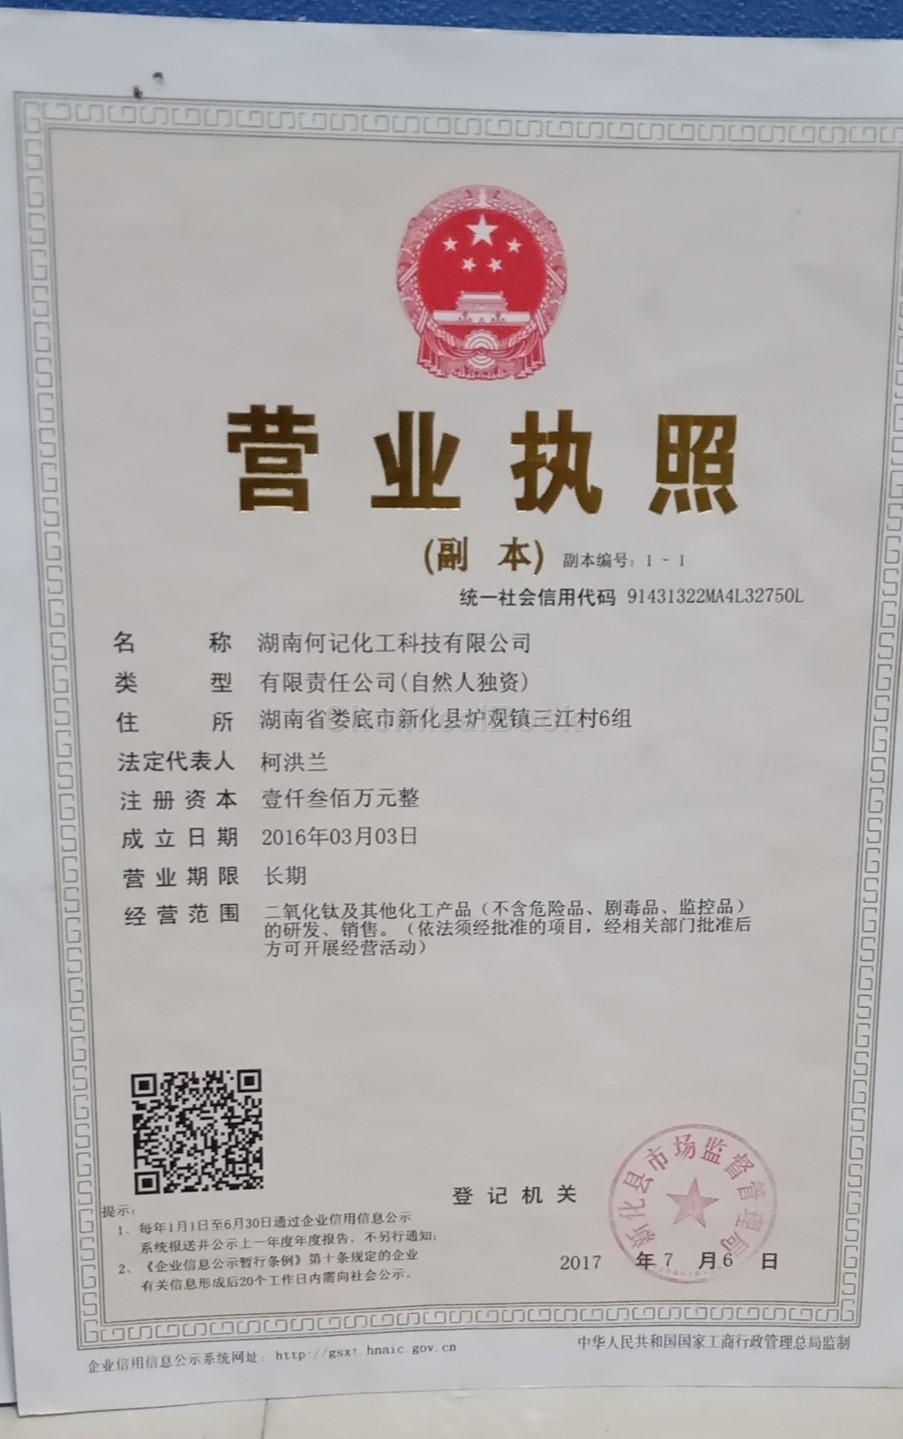 营业执照
(副 本) 副本编号：1 - 1
统一社会信用代码 91431322MA4L32750L
名 称 湖南何记化工科技有限公司
类 型 有限责任公司(自然人独资)
住 所 湖南省娄底市新化县炉观镇三江村6组
©ChemicalBook
法定代表人 柯洪兰
注册资本 壹仟叁佰万元整
成立日期 2016年03月03日
营业期限 长期
经营范围 二氧化钛及其他化工产品（不含危险品、剧毒品、监控品）
的研发、销售。（依法须经批准的项目，经相关部门批准后
方可开展经营活动）
登记机关
新化县市场监督管理局
2017 年 7 月 6 日
提示：
1、每年1月1日至6月30日通过企业信用信息公示
系统报送并公示上一年度年度报告，不另行通知；
2、《企业信息公示暂行条例》第十条规定的企业
有关信息形成后20个工作日内需向社会公示。
企业信用信息公示系统网址：http://gsxt.hnaic.gov.cn
中华人民共和国国家工商行政管理总局监制